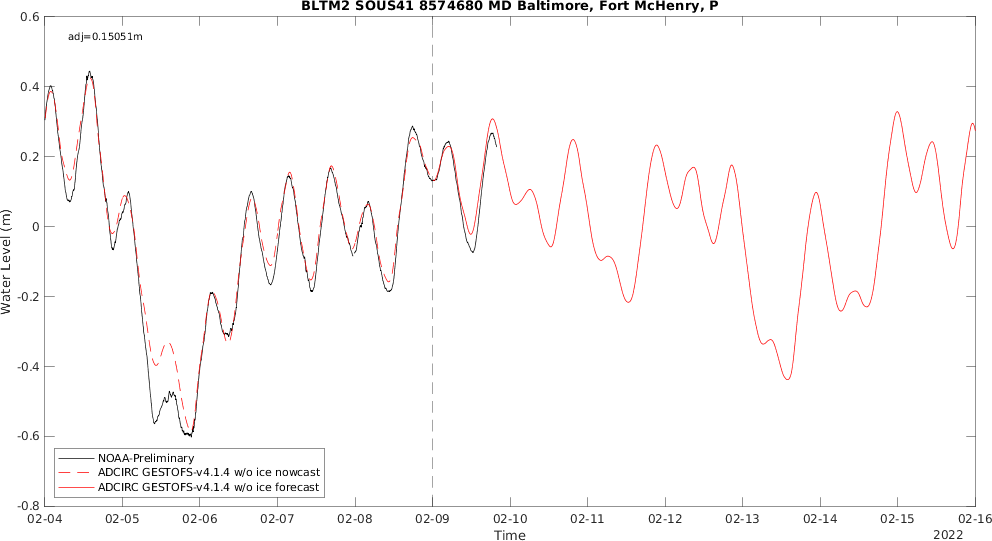 BLTM2 SOUS41 8574680 MD Baltimore, Fort McHenry, P
adj=0.15051m
0.6
0.4
0.2
0
-0.2
-0.4
-0.6
-0.8
Water Level (m)
NOAA-Preliminary
ADCIRC GESTOFS-v4.1.4 w/o ice nowcast
ADCIRC GESTOFS-v4.1.4 w/o ice forecast
02-04 02-05 02-06 02-07 02-08 02-09 02-10 02-11 02-12 02-13 02-14 02-15 02-16
Time
2022